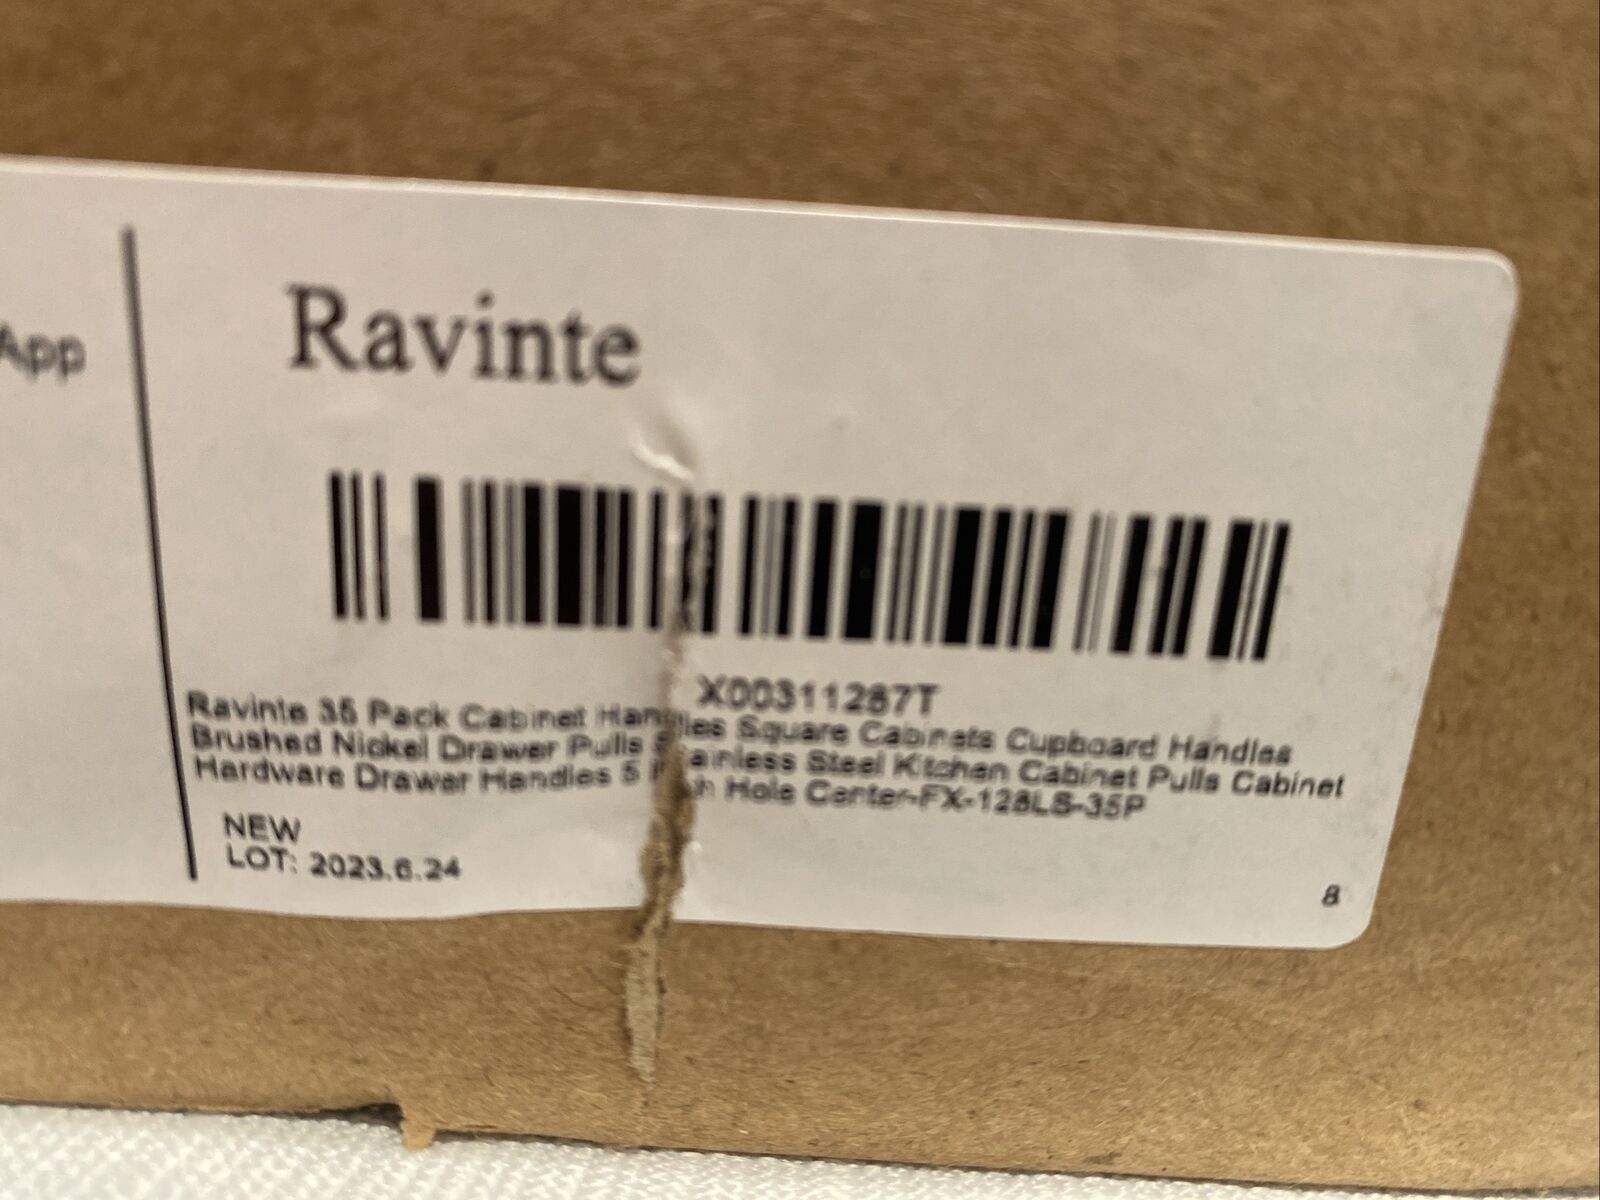 App
Ravinte
X00311287T
Ravinte 35 Pack Cabinet Handles Square Cabinets Cupboard Handles
Brushed Nickel Drawer Pulls Stainless Steel Kitchen Cabinet Pulls Cabinet
Hardware Drawer Handles 5 Inch Hole Center-FX-128LS-35P
NEW
LOT: 2023.6.24
8